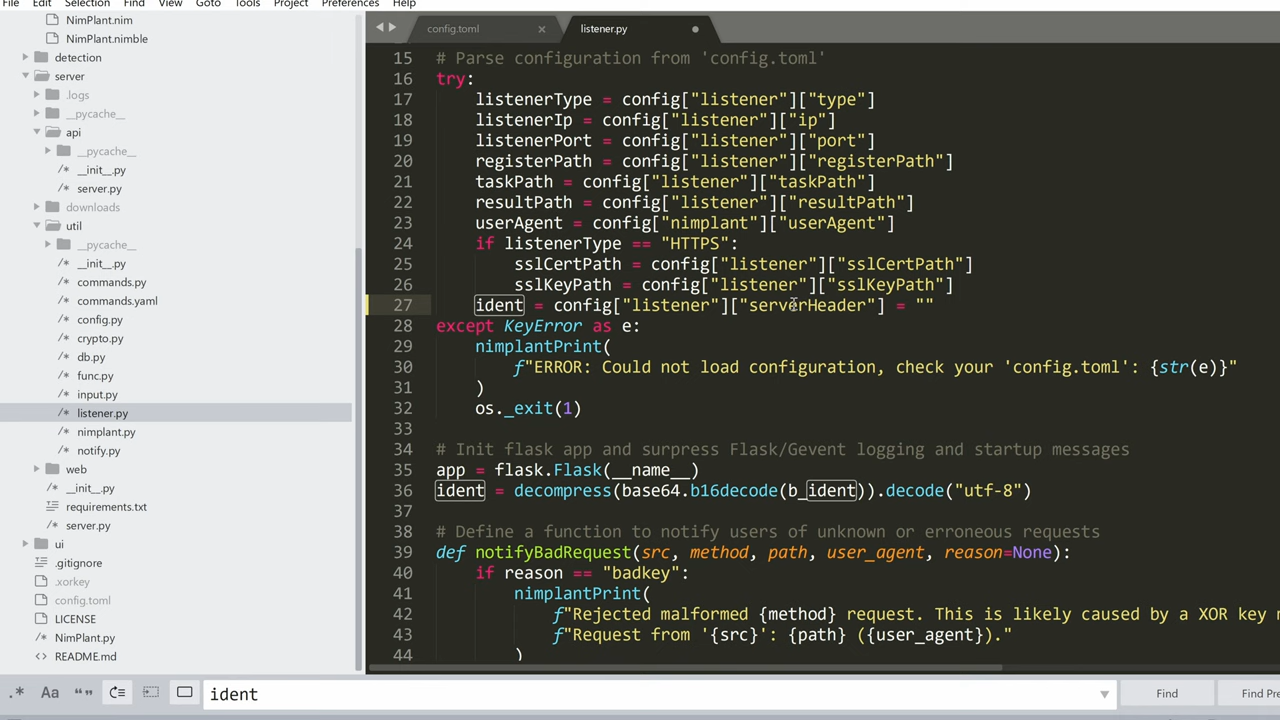 File Edit Selection Find View Goto Tools Project Preferences Help
NimPlant.nim
NimPlant.nimble
detection
server
.logs
__pycache__
api
__pycache__
__init__.py
server.py
downloads
util
__pycache__
__init__.py
commands.py
commands.yaml
config.py
crypto.py
db.py
func.py
input.py
listener.py
nimplant.py
notify.py
web
__init__.py
requirements.txt
server.py
ui
.gitignore
.xorkey
config.toml
LICENSE
NimPlant.py
README.md
config.toml
listener.py
15 # Parse configuration from 'config.toml'
16 try:
17 listenerType = config["listener"]["type"]
18 listenerIp = config["listener"]["ip"]
19 listenerPort = config["listener"]["port"]
20 registerPath = config["listener"]["registerPath"]
21 taskPath = config["listener"]["taskPath"]
22 resultPath = config["listener"]["resultPath"]
23 userAgent = config["nimplant"]["userAgent"]
24 if listenerType == "HTTPS":
25 sslCertPath = config["listener"]["sslCertPath"]
26 sslKeyPath = config["listener"]["sslKeyPath"]
27 ident = config["listener"]["serverHeader"] = ""
28 except KeyError as e:
29 nimplantPrint(
30 f"ERROR: Could not load configuration, check your 'config.toml': {str(e)}"
31 )
32 os._exit(1)
33
34 # Init flask app and surpress Flask/Gevent logging and startup messages
35 app = flask.Flask(__name__)
36 ident = decompress(base64.b16decode(b_ident)).decode("utf-8")
37
38 # Define a function to notify users of unknown or erroneous requests
39 def notifyBadRequest(src, method, path, user_agent, reason=None):
40 if reason == "badkey":
41 nimplantPrint(
42 f"Rejected malformed {method} request. This is likely caused by a XOR key
43 f"Request from '{src}': {path} ({user_agent})."
44 )
.* Aa “” ident Find Find Pre